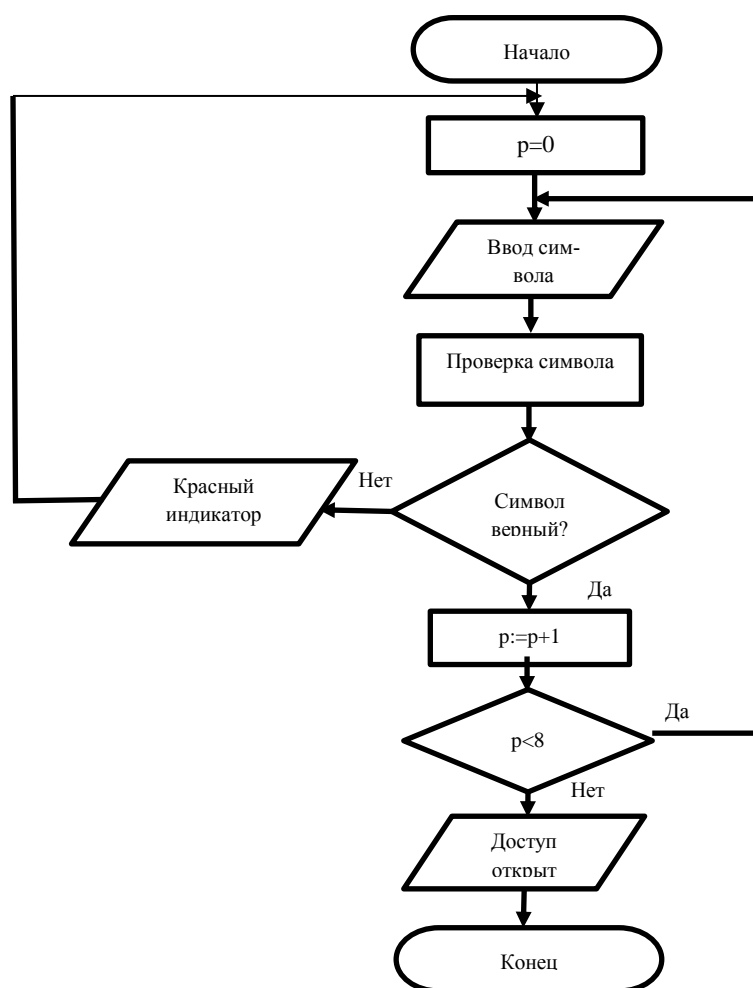 Начало
p=0
Ввод сим-
вола
Проверка символа
Красный
индикатор
Нет
Символ
верный?
Да
p:=p+1
Да
p<8
Нет
Доступ
открыт
Конец